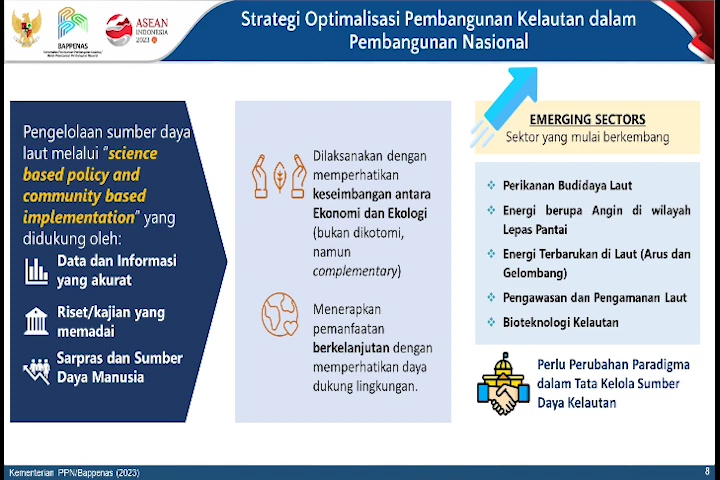 BAPPENAS
ASEAN
INDONESIA
2023
Strategi Optimalisasi Pembangunan Kelautan dalam
Pembangunan Nasional
Pengelolaan sumber daya
laut melalui “science
based policy and
community based
implementation” yang
didukung oleh:
Data dan Informasi
yang akurat
Riset/kajian yang
memadai
Sarpras dan Sumber
Daya Manusia
Dilaksanakan dengan
memperhatikan
keseimbangan antara
Ekonomi dan Ekologi
(bukan dikotomi,
namun
complementary)
Menerapkan
pemanfaatan
berkelanjutan dengan
memperhatikan daya
dukung lingkungan.
EMERGING SECTORS
Sektor yang mulai berkembang
Perikanan Budidaya Laut
Energi berupa Angin di wilayah
Lepas Pantai
Energi Terbarukan di Laut (Arus dan
Gelombang)
Pengawasan dan Pengamanan Laut
Bioteknologi Kelautan
Perlu Perubahan Paradigma
dalam Tata Kelola Sumber
Daya Kelautan
Kementerian PPN/Bappenas (2023)
8